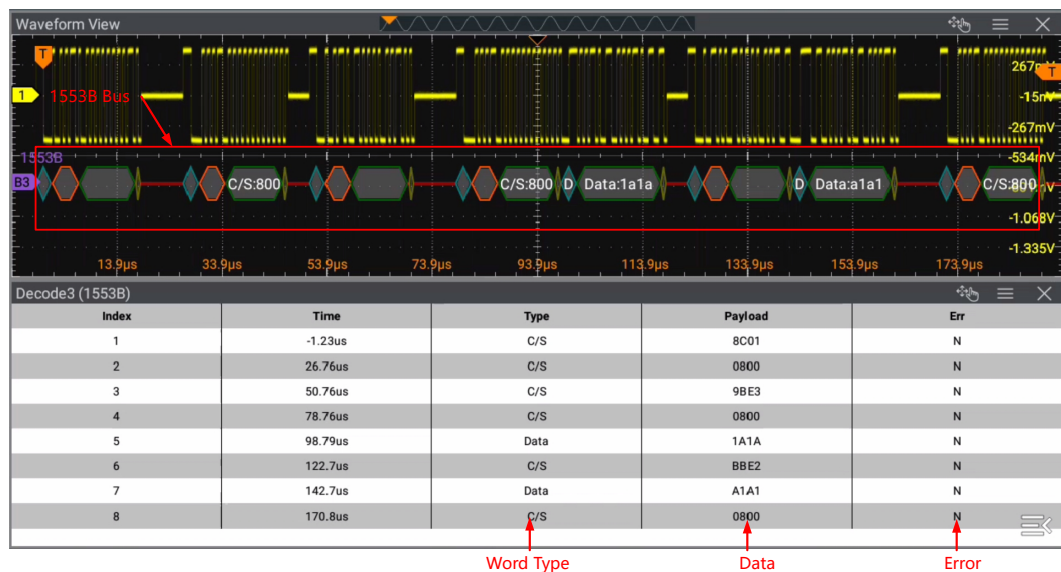 Waveform View
T
267m
T
1
1553B Bus
-15mV
-267mV
1553B
-534mV
B3
C/S:800
C/S:800
D
Data:1a1a
D
Data:a1a1
C/S:800
-1.068V
-1.335V
13.9μs
33.9μs
53.9μs
73.9μs
93.9μs
113.9μs
133.9μs
153.9μs
173.9μs
Decode3 (1553B)
Index Time Type Payload Err
1 -1.23us C/S 8C01 N
2 26.76us C/S 0800 N
3 50.76us C/S 9BE3 N
4 78.76us C/S 0800 N
5 98.79us Data 1A1A N
6 122.7us C/S BBE2 N
7 142.7us Data A1A1 N
8 170.8us C/S 0800 N
Word Type
Data
Error